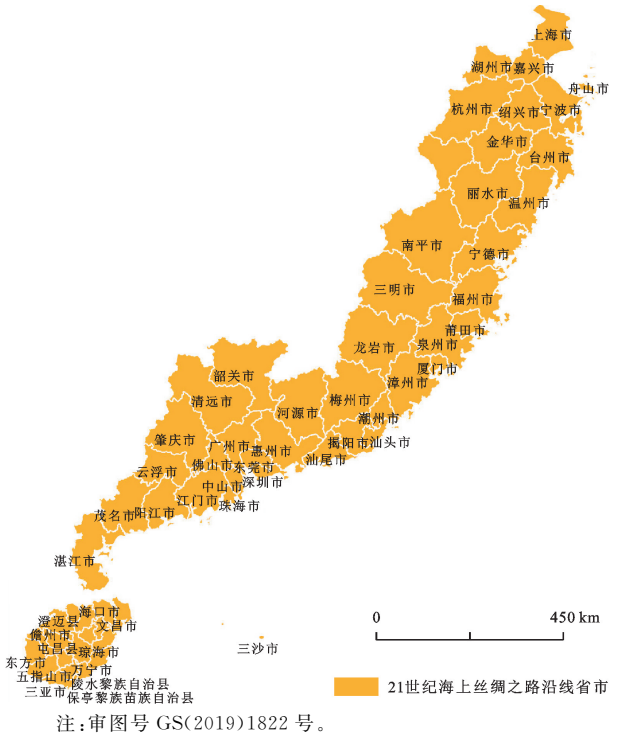 上海市
湖州市
嘉兴市
舟山市
杭州市
绍兴市
宁波市
金华市
台州市
丽水市
温州市
南平市
宁德市
三明市
福州市
莆田市
龙岩市
泉州市
厦门市
韶关市
漳州市
清远市
河源市
梅州市
潮州市
肇庆市
广州市
惠州市
揭阳市
汕头市
云浮市
佛山市
东莞市
汕尾市
中山市
深圳市
江门市
珠海市
茂名市
阳江市
湛江市
海口市
澄迈县
文昌市
儋州市
屯昌县
琼海市
三沙市
东方市
万宁市
五指山市
陵水黎族自治县
三亚市
保亭黎族苗族自治县
0 450 km
21世纪海上丝绸之路沿线省市
注:审图号 GS(2019)1822 号。